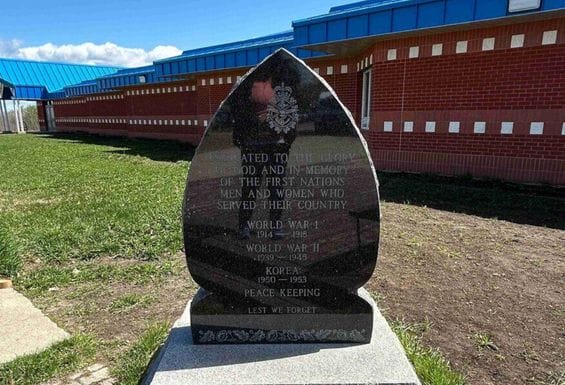 DEDICATED TO THE GLORY
OF GOD AND IN MEMORY
OF THE FIRST NATIONS
MEN AND WOMEN WHO
SERVED THEIR COUNTRY
WORLD WAR I
1914 — 1918
WORLD WAR II
1939 — 1945
KOREA
1950 — 1953
PEACE KEEPING
LEST WE FORGET